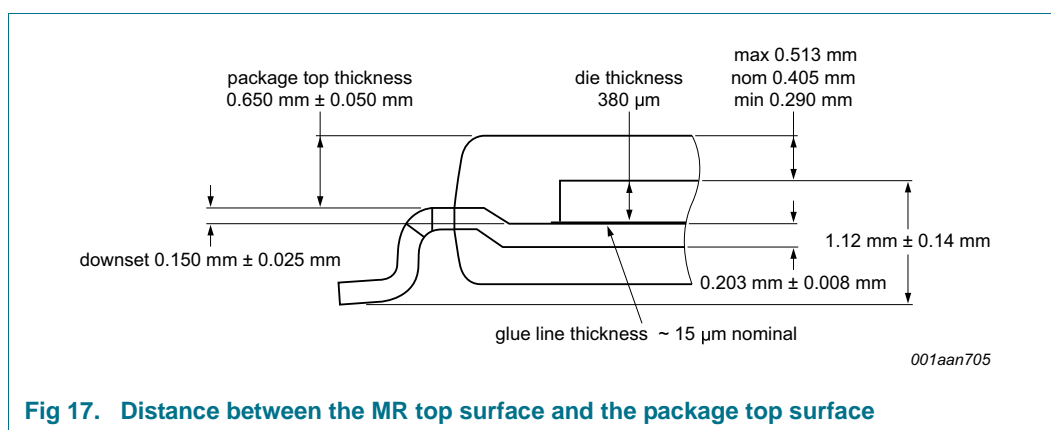 package top thickness
0.650 mm ± 0.050 mm
die thickness
380 μm
max 0.513 mm
nom 0.405 mm
min 0.290 mm
downset 0.150 mm ± 0.025 mm
1.12 mm ± 0.14 mm
0.203 mm ± 0.008 mm
glue line thickness ~ 15 μm nominal
001aan705
Fig 17. Distance between the MR top surface and the package top surface